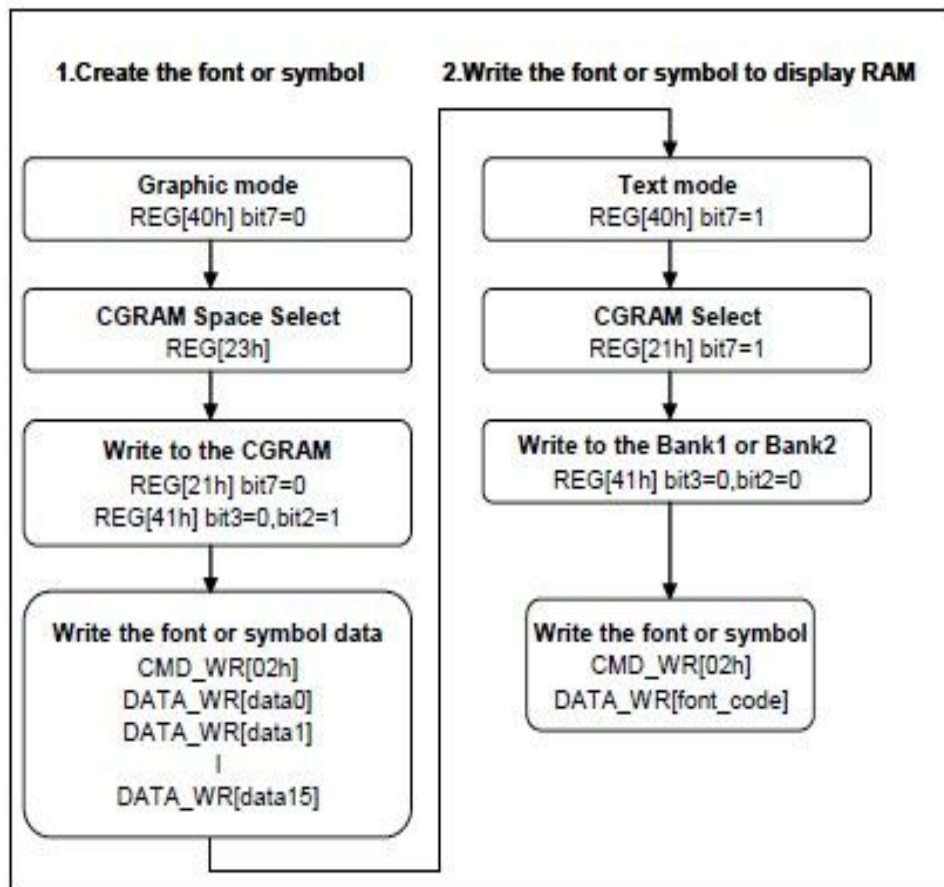 1.Create the font or symbol
Graphic mode
REG[40h] bit7=0
CGRAM Space Select
REG[23h]
Write to the CGRAM
REG[21h] bit7=0
REG[41h] bit3=0,bit2=1
Write the font or symbol data
CMD_WR[02h]
DATA_WR[data0]
DATA_WR[data1]
|
DATA_WR[data15]
2.Write the font or symbol to display RAM
Text mode
REG[40h] bit7=1
CGRAM Select
REG[21h] bit7=1
Write to the Bank1 or Bank2
REG[41h] bit3=0,bit2=0
Write the font or symbol
CMD_WR[02h]
DATA_WR[font_code]